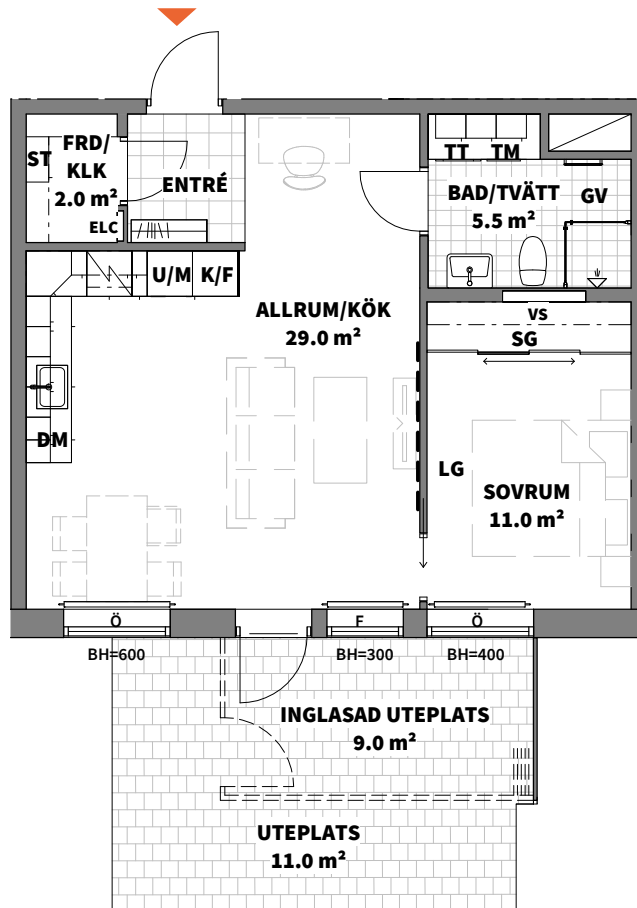 FRD/
KLK
2.0 m²
ST
ELC
ENTRÉ
TT TM
BAD/TVÄTT
5.5 m²
GV
U/M K/F
ALLRUM/KÖK
29.0 m²
VS
SG
DM
LG
SOVRUM
11.0 m²
Ö F Ö
BH=600 BH=300 BH=400
INGLASAD UTEPLATS
9.0 m²
UTEPLATS
11.0 m²